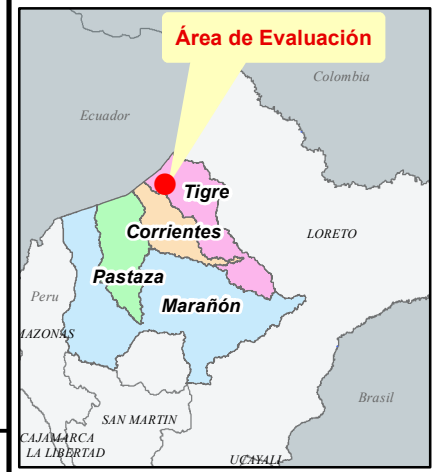 Área de Evaluación
Colombia
Ecuador
Tigre
Corrientes
LORETO
Pastaza
Peru
Marañón
MAZONAS
Brasil
SAN MARTIN
CAJAMARCA
LA LIBERTAD
UCAYALI